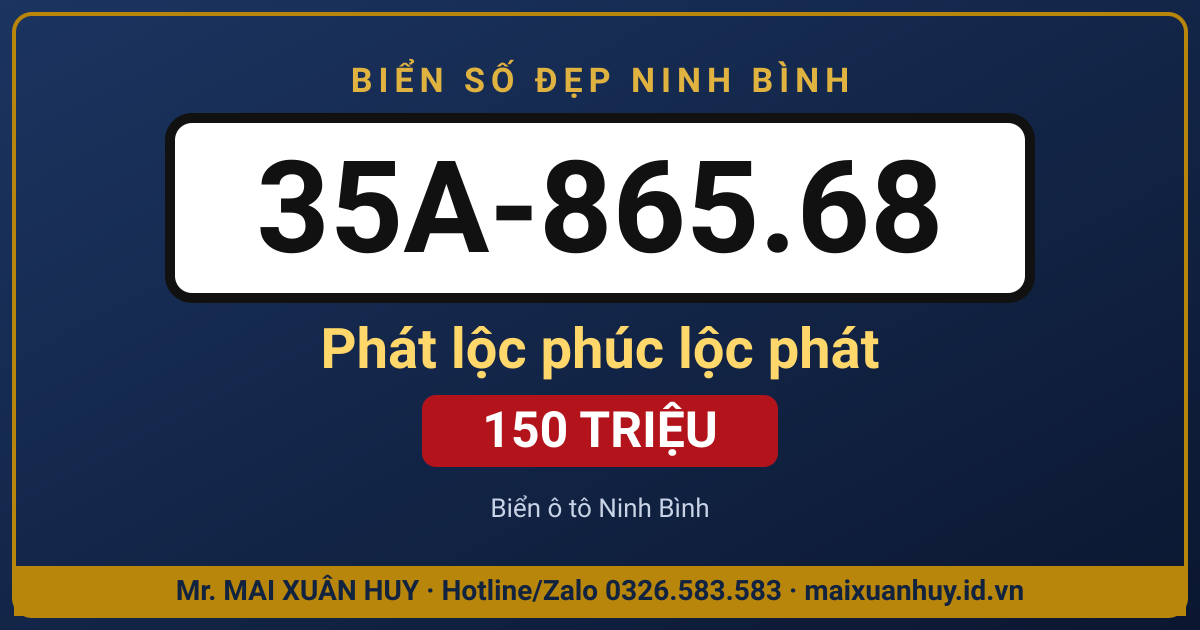 BIỂN SỐ ĐẸP NINH BÌNH
35A-865.68
Phát lộc phúc lộc phát
150 TRIỆU
Biển ô tô Ninh Bình
Mr. MAI XUÂN HUY · Hotline/Zalo 0326.583.583 · maixuanhuy.id.vn